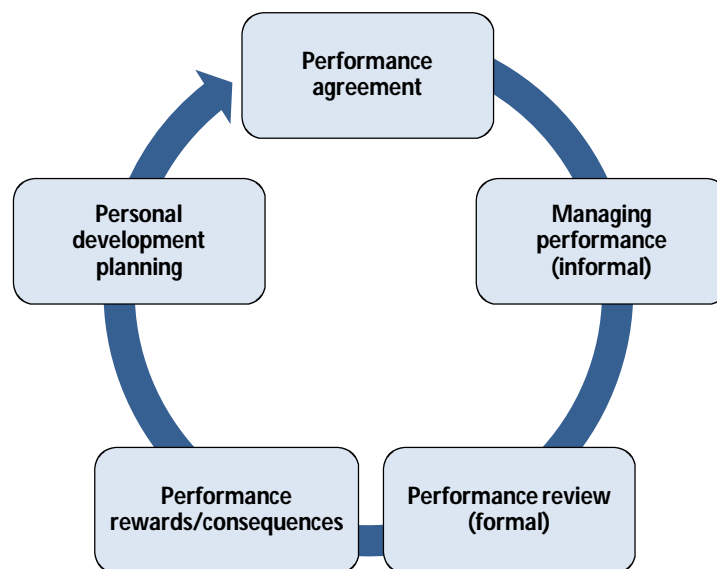 Performance
agreement
Managing
performance
(informal)
Performance review
(formal)
Performance
rewards/consequences
Personal
development
planning